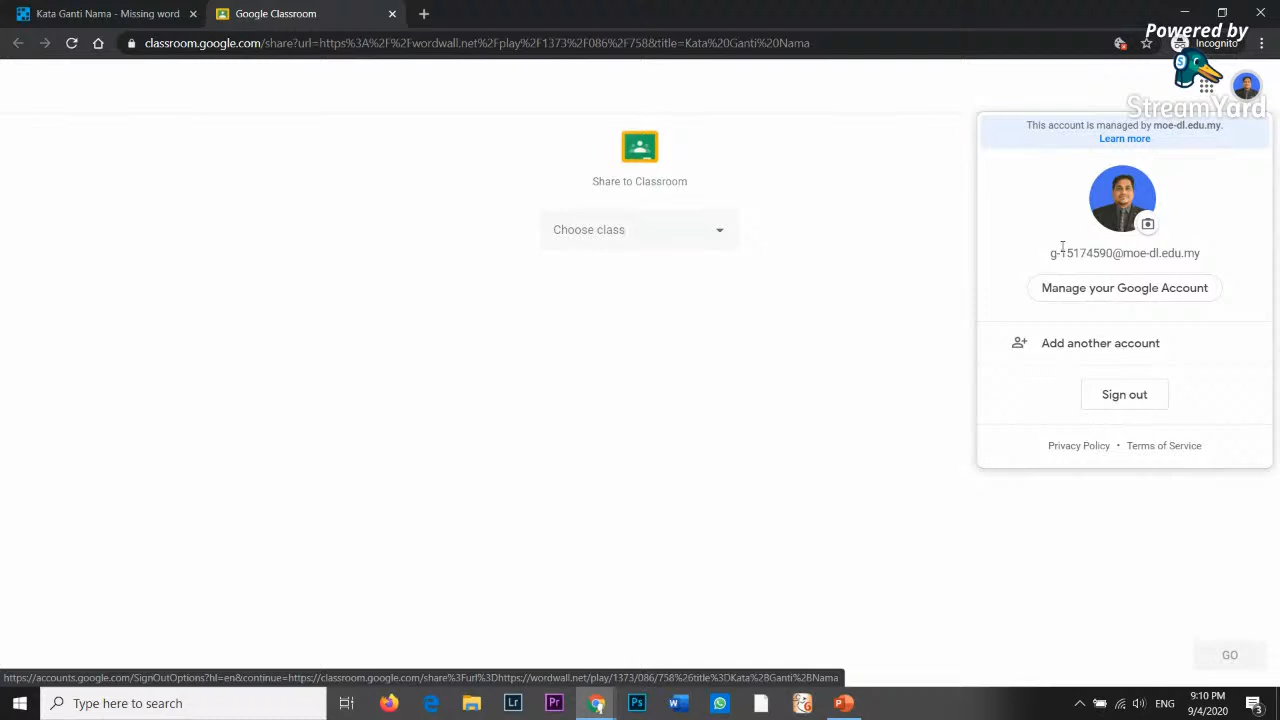 Kata Ganti Nama - Missing word
Google Classroom
classroom.google.com/share?url=https%3A%2F%2Fwordwall.net%2Fplay%2F1373%2F086%2F758&title=Kata%20Ganti%20Nama
Incognito
Powered by
StreamYard
This account is managed by moe-dl.edu.my.
Learn more
Share to Classroom
Choose class
g-15174590@moe-dl.edu.my
Manage your Google Account
Add another account
Sign out
Privacy Policy • Terms of Service
GO
https://accounts.google.com/SignOutOptions?hl=en&continue=https://classroom.google.com/share%3Furl%3Dhttps://wordwall.net/play/1373/086/758%26title%3DKata%2BGanti%2BNama
Type here to search
Lr
Pr
Ps
ENG
9:10 PM
9/4/2020
3